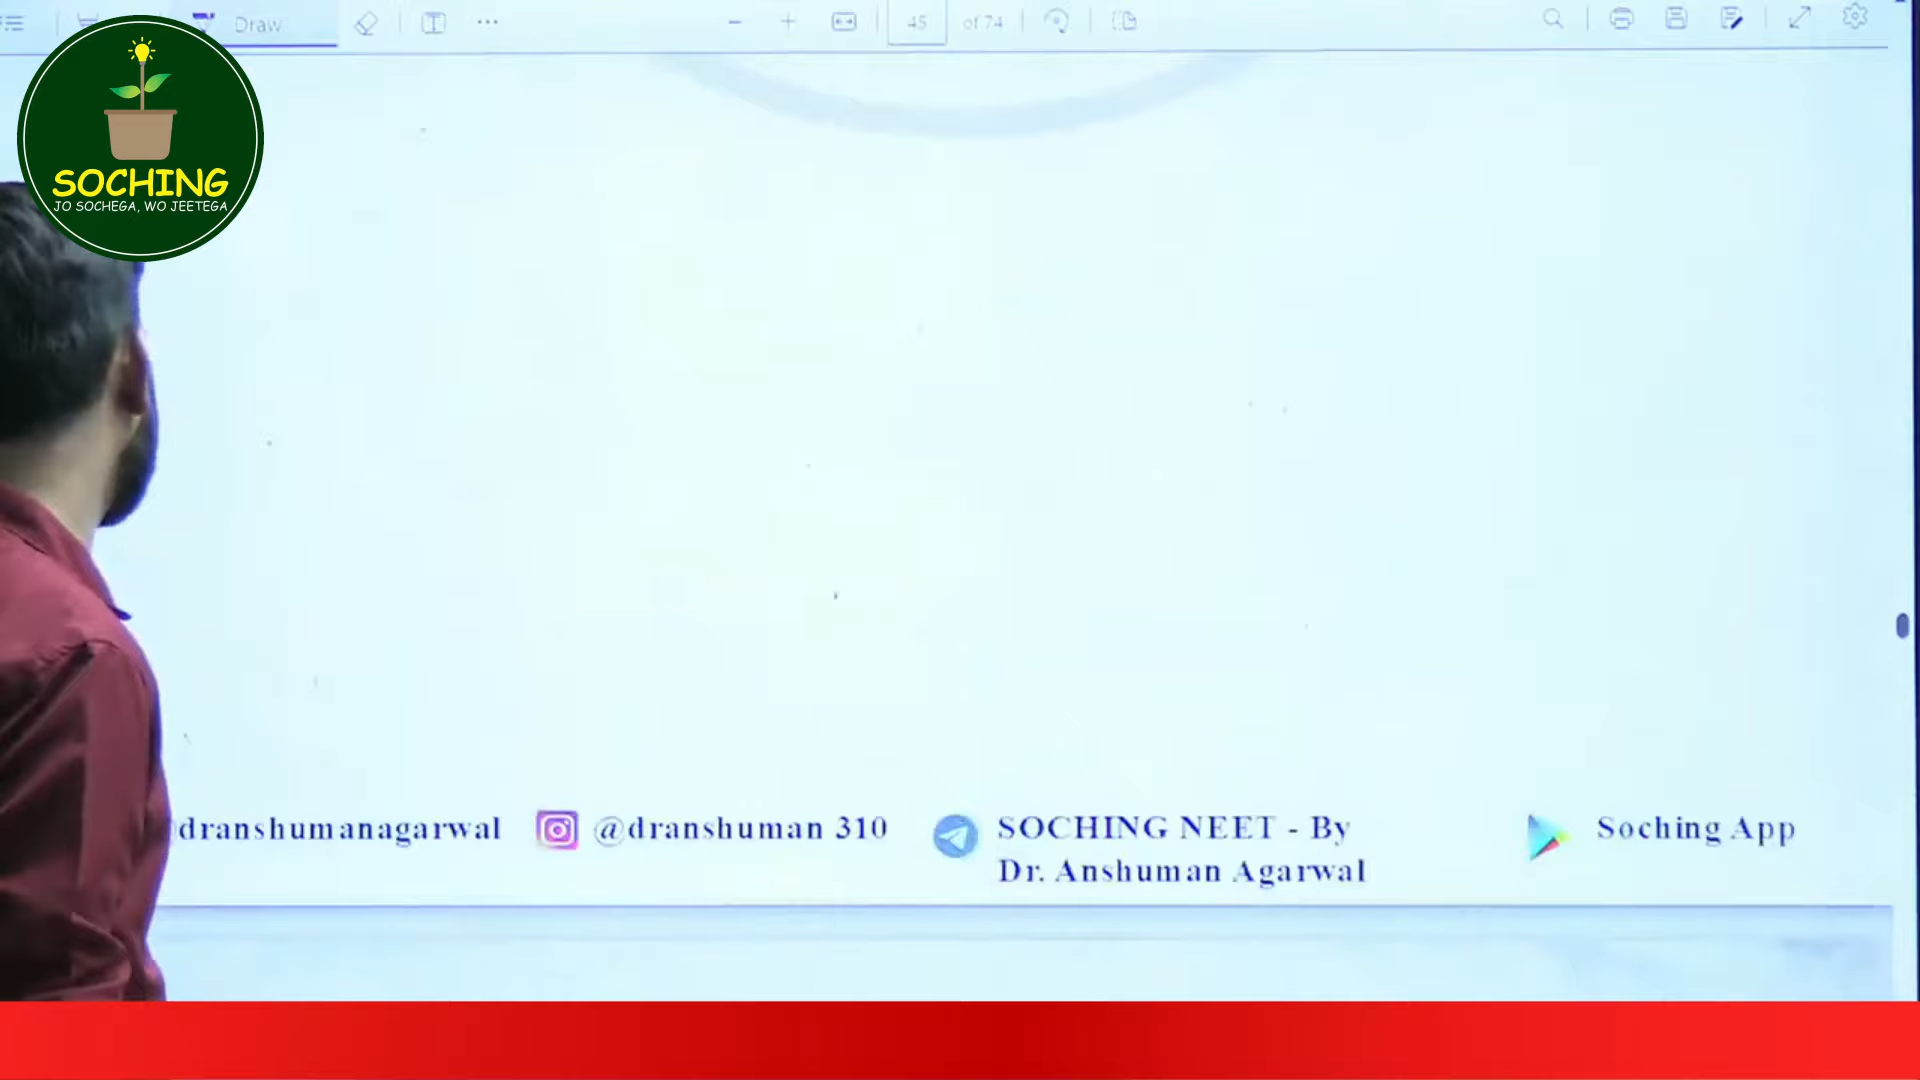 Draw
45 of 74
SOCHING
JO SOCHEGA, WO JEETEGA
dranshumanagarwal
@dranshuman 310
SOCHING NEET - By
Dr. Anshuman Agarwal
Soching App